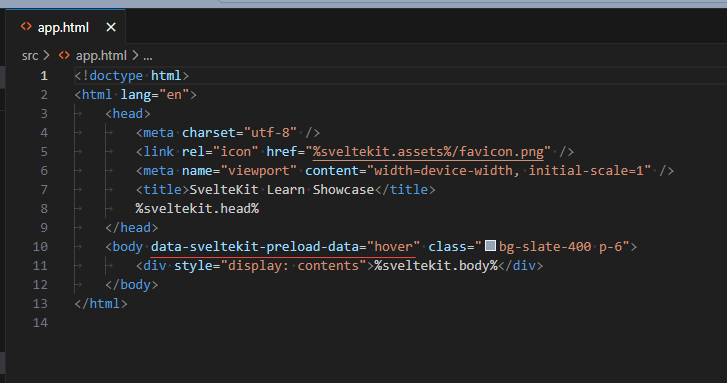 app.html
src > app.html > ...
1 <!doctype html>
2 <html lang="en">
3 <head>
4 <meta charset="utf-8" />
5 <link rel="icon" href="%sveltekit.assets%/favicon.png" />
6 <meta name="viewport" content="width=device-width, initial-scale=1" />
7 <title>SvelteKit Learn Showcase</title>
8 %sveltekit.head%
9 </head>
10 <body data-sveltekit-preload-data="hover" class="bg-slate-400 p-6">
11 <div style="display: contents">%sveltekit.body%</div>
12 </body>
13 </html>
14